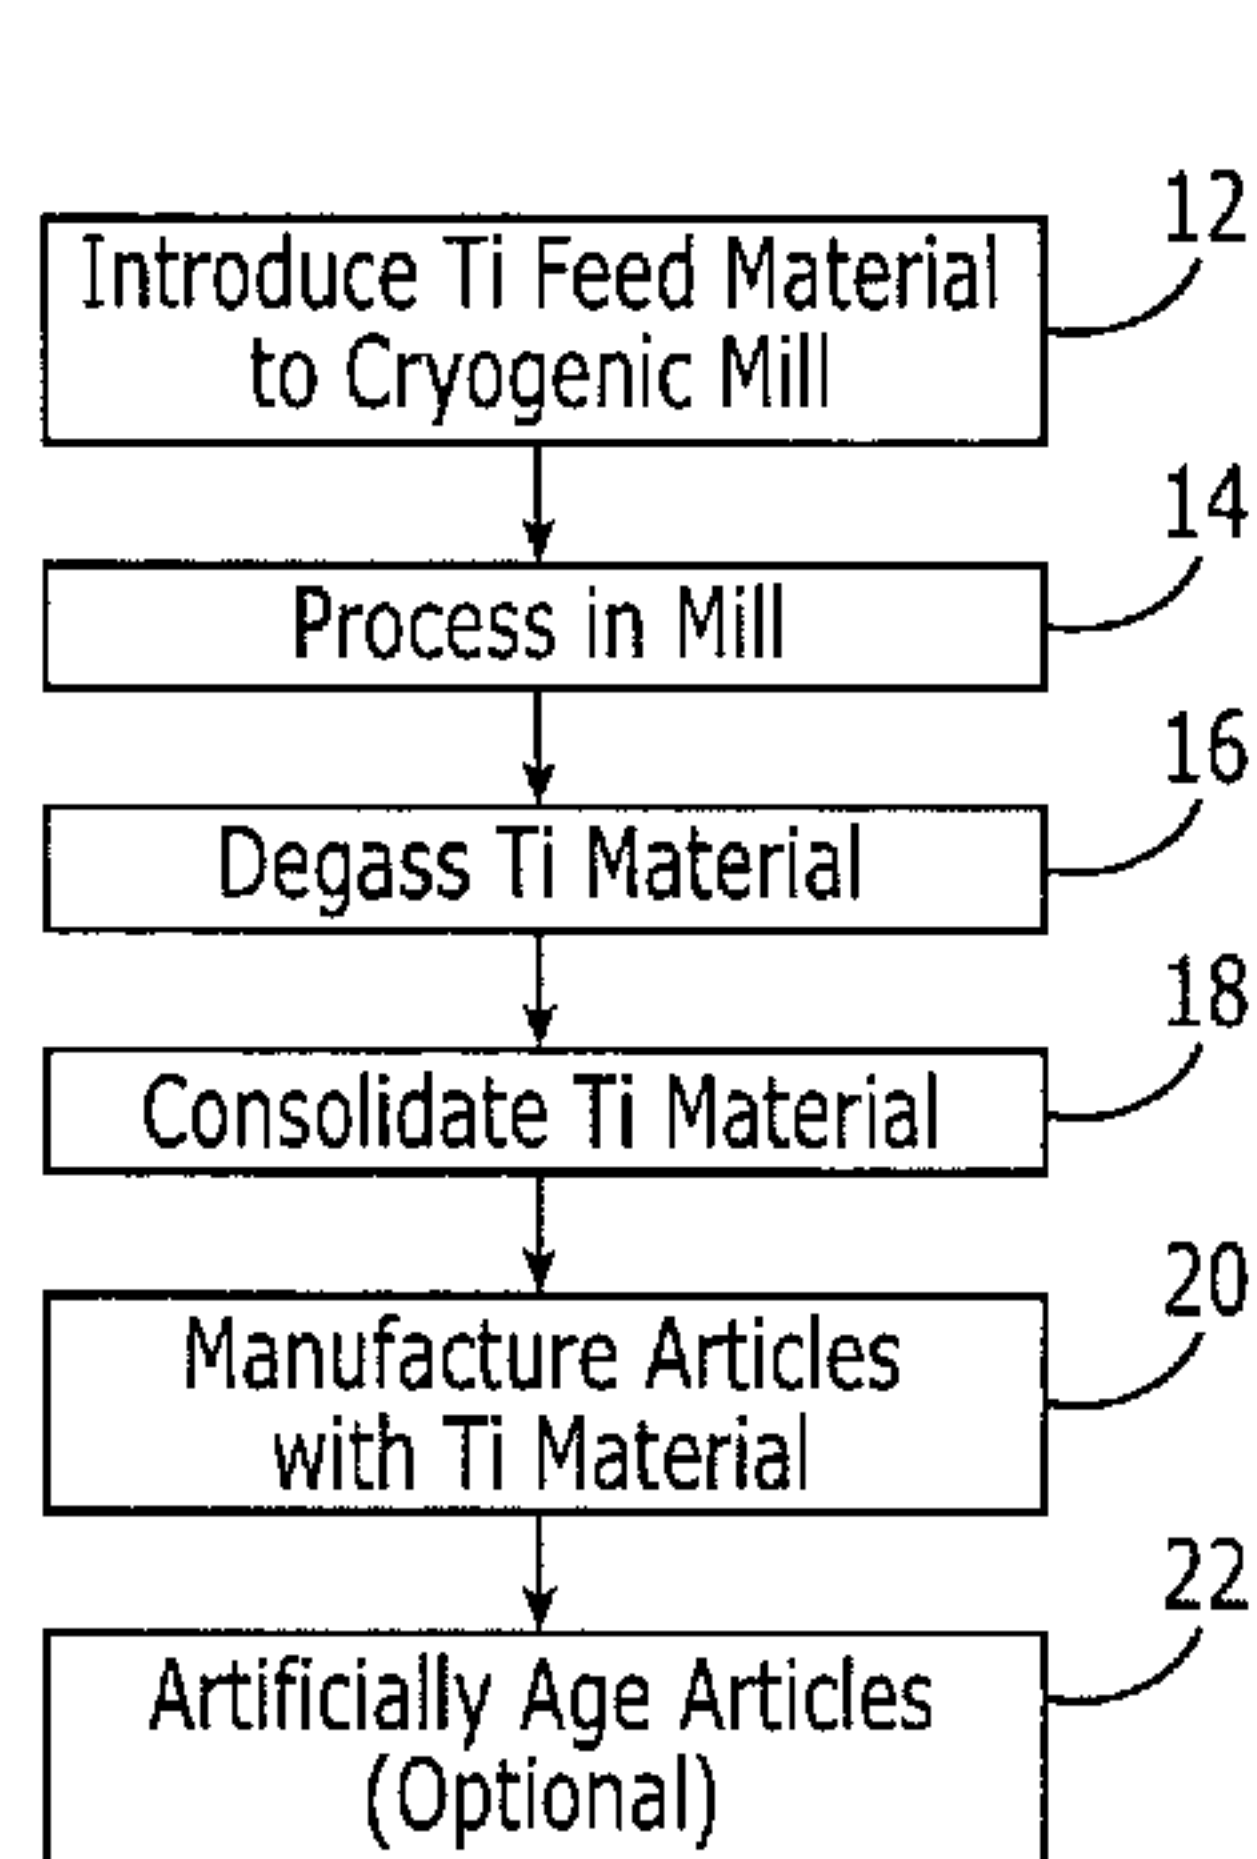 12
Introduce Ti Feed Material
to Cryogenic Mill
14
Process in Mill
16
Degass Ti Material
18
Consolidate Ti Material
20
Manufacture Articles
with Ti Material
22
Artificially Age Articles
(Optional)